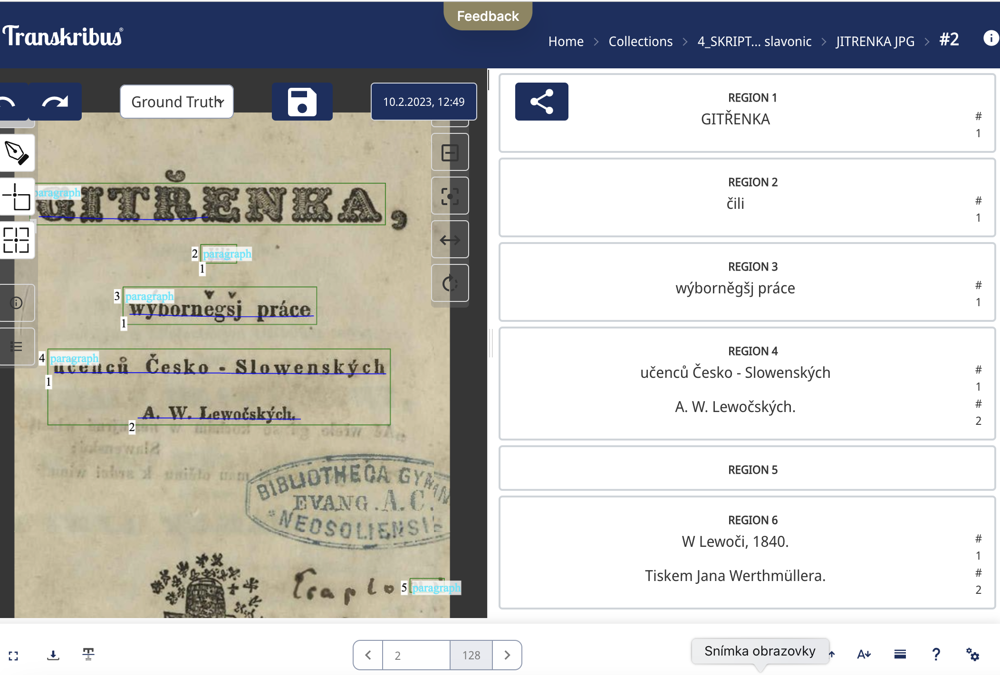 Feedback
Transkribus®
Home > Collections > 4_SKRIPT... slavonic > JITRENKA JPG > #2
Ground Truth
10.2.2023, 12:49
paragraph
GITŘENKA,
2 paragraph
1
3 paragraph
wýborněgšj práce
1
4 paragraph
učenců Česko - Slowenských
1
A. W. Lewočských.
2
BIBLIOTHECA GYMN
EVANG. A. C.
*NEOSOLIENSIE
5 paragraph
REGION 1
GITŘENKA
# 1
REGION 2
čili
# 1
REGION 3
wýborněgšj práce
# 1
REGION 4
učenců Česko - Slowenských
# 1
A. W. Lewočských.
# 2
REGION 5
REGION 6
W Lewoči, 1840.
# 1
Tiskem Jana Werthmüllera.
# 2
2
128
Snímka obrazovky
A
?